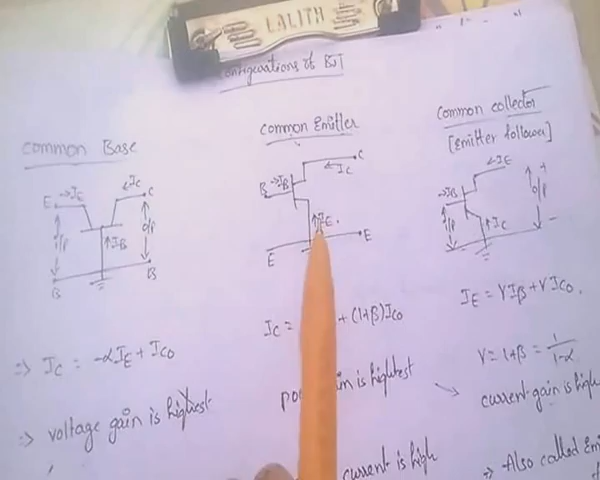 LALITH
Configurations of BJT
Common Base
E →IE ←IC C
i/p ↑IB o/p
B B
=> IC = -αIE + ICO
=> voltage gain is highest
Common Emitter
B →IB ←IC C
↑IE.
E E
IC = + (1+β)ICO
gain is highest
current is high
Common collector
[Emitter follower]
←IE
→IB o/p +
i/p ↑IC -
IE = γIB + γICO.
γ = 1+β = 1/1-α
current gain is high
=> Also called